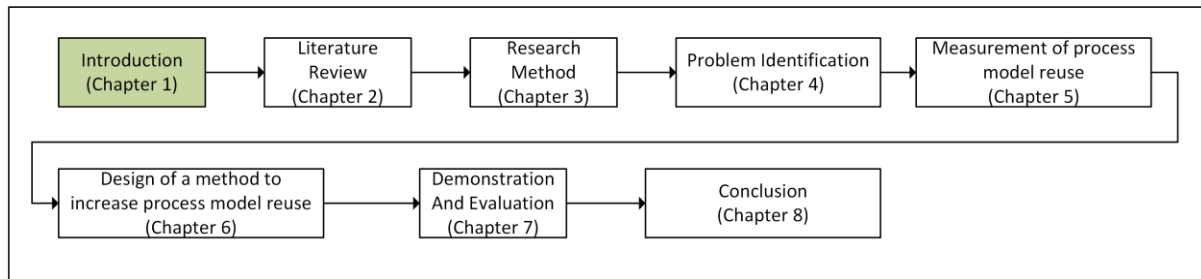 Introduction
(Chapter 1)
Literature
Review
(Chapter 2)
Research
Method
(Chapter 3)
Problem Identification
(Chapter 4)
Measurement of process
model reuse
(Chapter 5)
Design of a method to
increase process model reuse
(Chapter 6)
Demonstration
And Evaluation
(Chapter 7)
Conclusion
(Chapter 8)